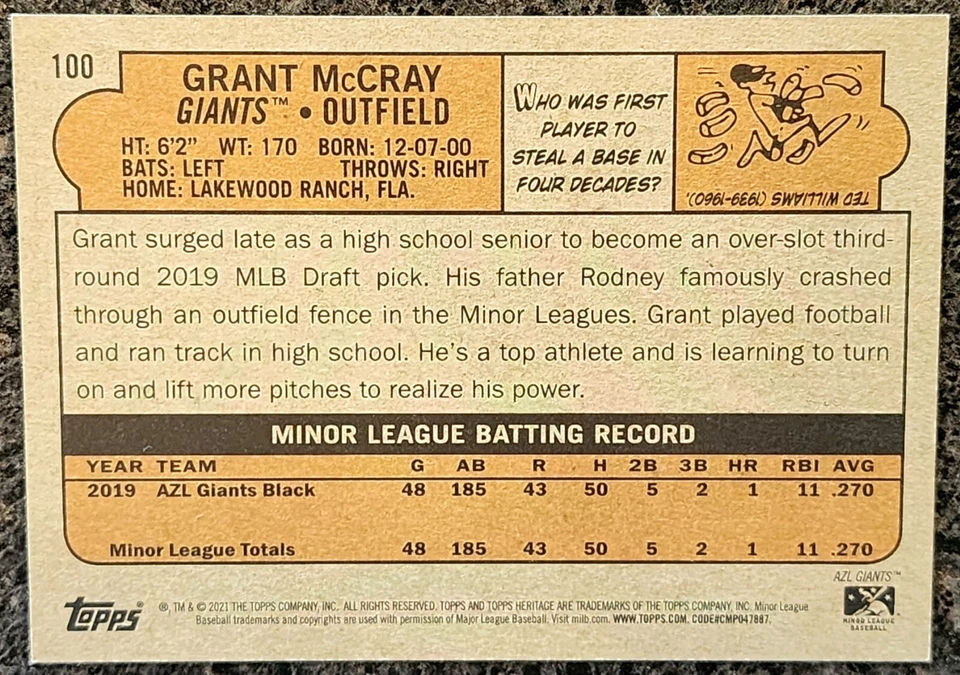 100
GRANT McCRAY
GIANTS™ • OUTFIELD
HT: 6'2" WT: 170 BORN: 12-07-00
BATS: LEFT THROWS: RIGHT
HOME: LAKEWOOD RANCH, FLA.
WHO WAS FIRST
PLAYER TO
STEAL A BASE IN
FOUR DECADES?
TED WILLIAMS (1939-1960).
Grant surged late as a high school senior to become an over-slot third-
round 2019 MLB Draft pick. His father Rodney famously crashed
through an outfield fence in the Minor Leagues. Grant played football
and ran track in high school. He's a top athlete and is learning to turn
on and lift more pitches to realize his power.
MINOR LEAGUE BATTING RECORD
YEAR TEAM G AB R H 2B 3B HR RBI AVG
2019 AZL Giants Black 48 185 43 50 5 2 1 11 .270
Minor League Totals 48 185 43 50 5 2 1 11 .270
AZL GIANTS™
topps®
®, TM & © 2021 THE TOPPS COMPANY, INC. ALL RIGHTS RESERVED. TOPPS AND TOPPS HERITAGE ARE TRADEMARKS OF THE TOPPS COMPANY, INC. Minor League
Baseball trademarks and copyrights are used with permission of Major League Baseball. Visit milb.com. WWW.TOPPS.COM. CODE#CMP047887.
MINOR LEAGUE
BASEBALL